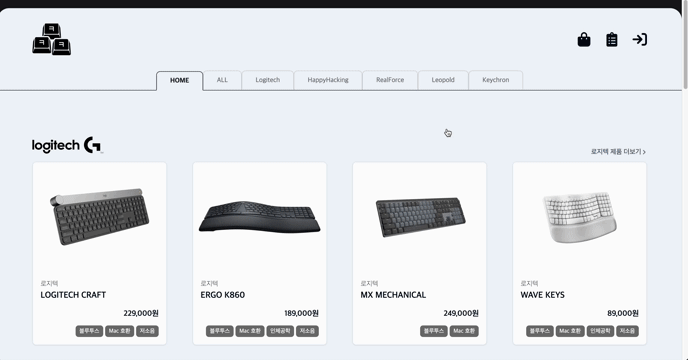 ㅋ
ㅋ ㅋ
HOME ALL Logitech HappyHacking RealForce Leopold Keychron
logitech G
로지텍 제품 더보기 >
로지텍
LOGITECH CRAFT
229,000원
블루투스 Mac 호환 저소음
로지텍
ERGO K860
189,000원
블루투스 Mac 호환 인체공학 저소음
로지텍
MX MECHANICAL
249,000원
블루투스 Mac 호환
로지텍
WAVE KEYS
89,000원
블루투스 Mac 호환 인체공학 저소음